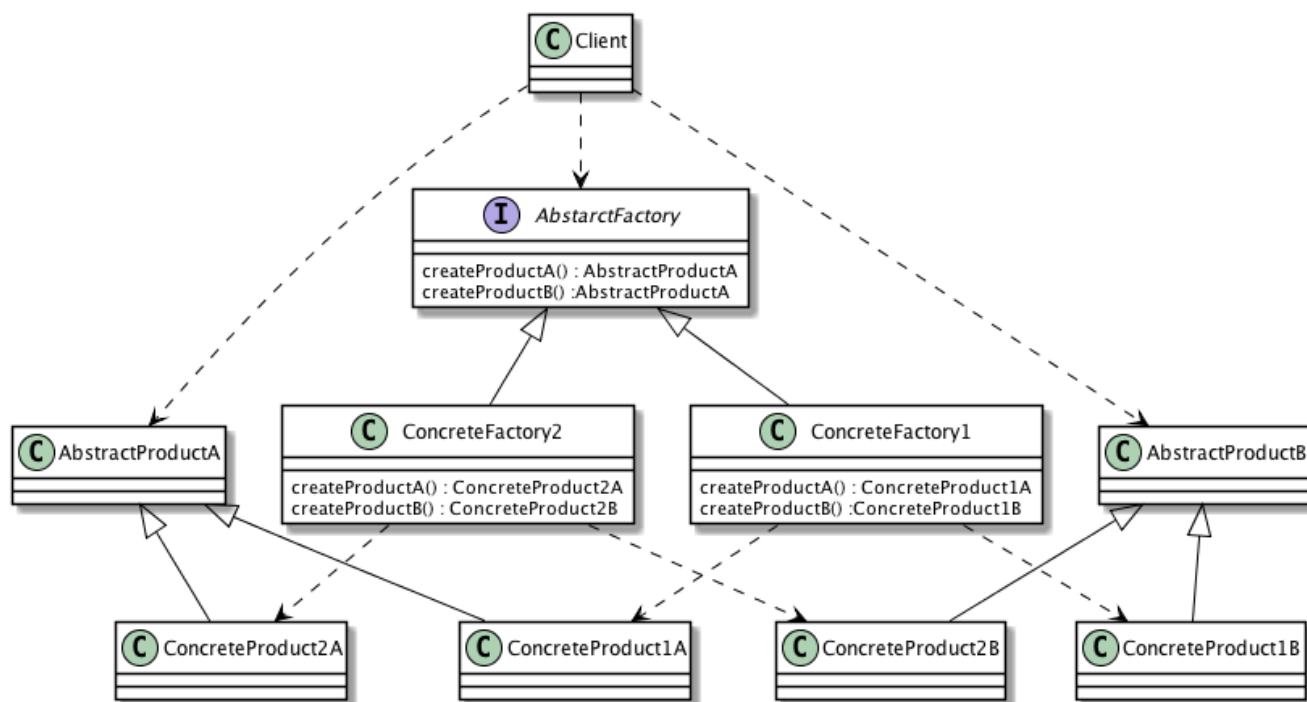 C Client
I AbstarctFactory
createProductA() : AbstractProductA
createProductB() :AbstractProductA
C AbstractProductA
C ConcreteFactory2
createProductA() : ConcreteProduct2A
createProductB() : ConcreteProduct2B
C ConcreteFactory1
createProductA() : ConcreteProduct1A
createProductB() :ConcreteProduct1B
C AbstractProductB
C ConcreteProduct2A
C ConcreteProduct1A
C ConcreteProduct2B
C ConcreteProduct1B